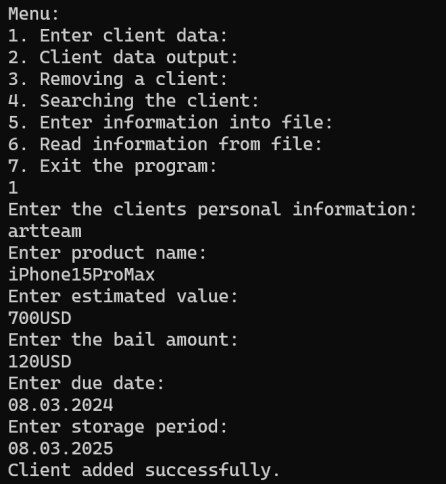 Menu:
1. Enter client data:
2. Client data output:
3. Removing a client:
4. Searching the client:
5. Enter information into file:
6. Read information from file:
7. Exit the program:
1
Enter the clients personal information:
artteam
Enter product name:
iPhone15ProMax
Enter estimated value:
700USD
Enter the bail amount:
120USD
Enter due date:
08.03.2024
Enter storage period:
08.03.2025
Client added successfully.